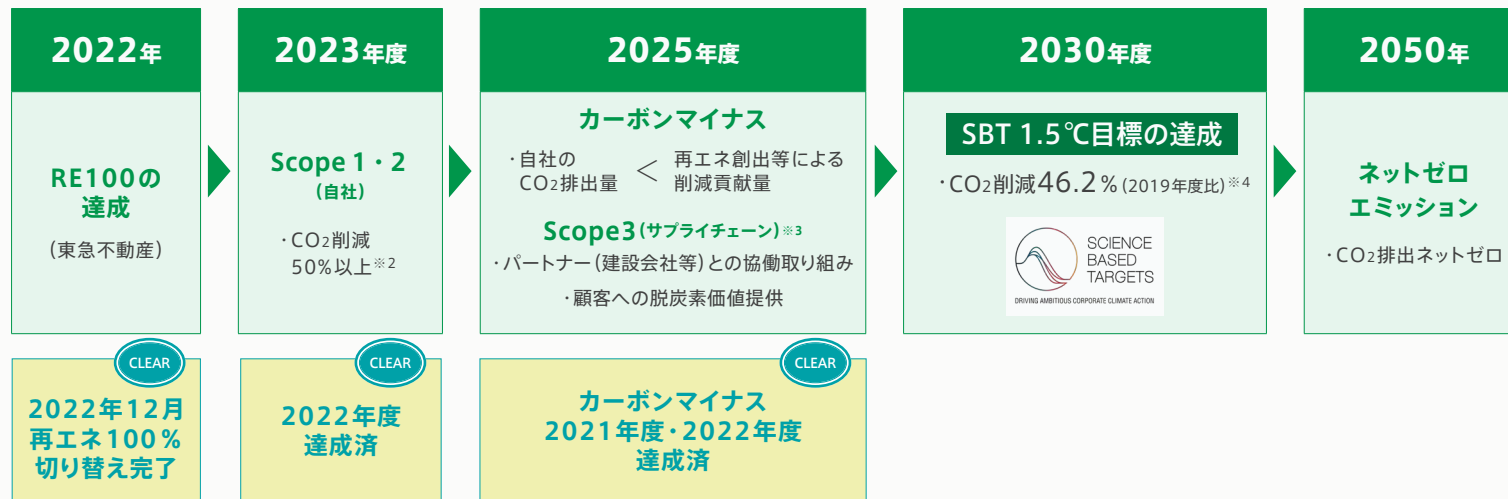 2022年
RE100の
達成
(東急不動産)
CLEAR
2022年12月
再エネ100%
切り替え完了
2023年度
Scope 1・2
(自社)
・CO2削減
50%以上※2
CLEAR
2022年度
達成済
2025年度
カーボンマイナス
・自社の
CO2排出量
<
再エネ創出等による
削減貢献量
Scope3(サプライチェーン)※3
・パートナー(建設会社等)との協働取り組み
・顧客への脱炭素価値提供
CLEAR
カーボンマイナス
2021年度・2022年度
達成済
2030年度
SBT 1.5℃目標の達成
・CO2削減46.2%(2019年度比)※4
SCIENCE
BASED
TARGETS
DRIVING AMBITIOUS CORPORATE CLIMATE ACTION
2050年
ネットゼロ
エミッション
・CO2排出ネットゼロ